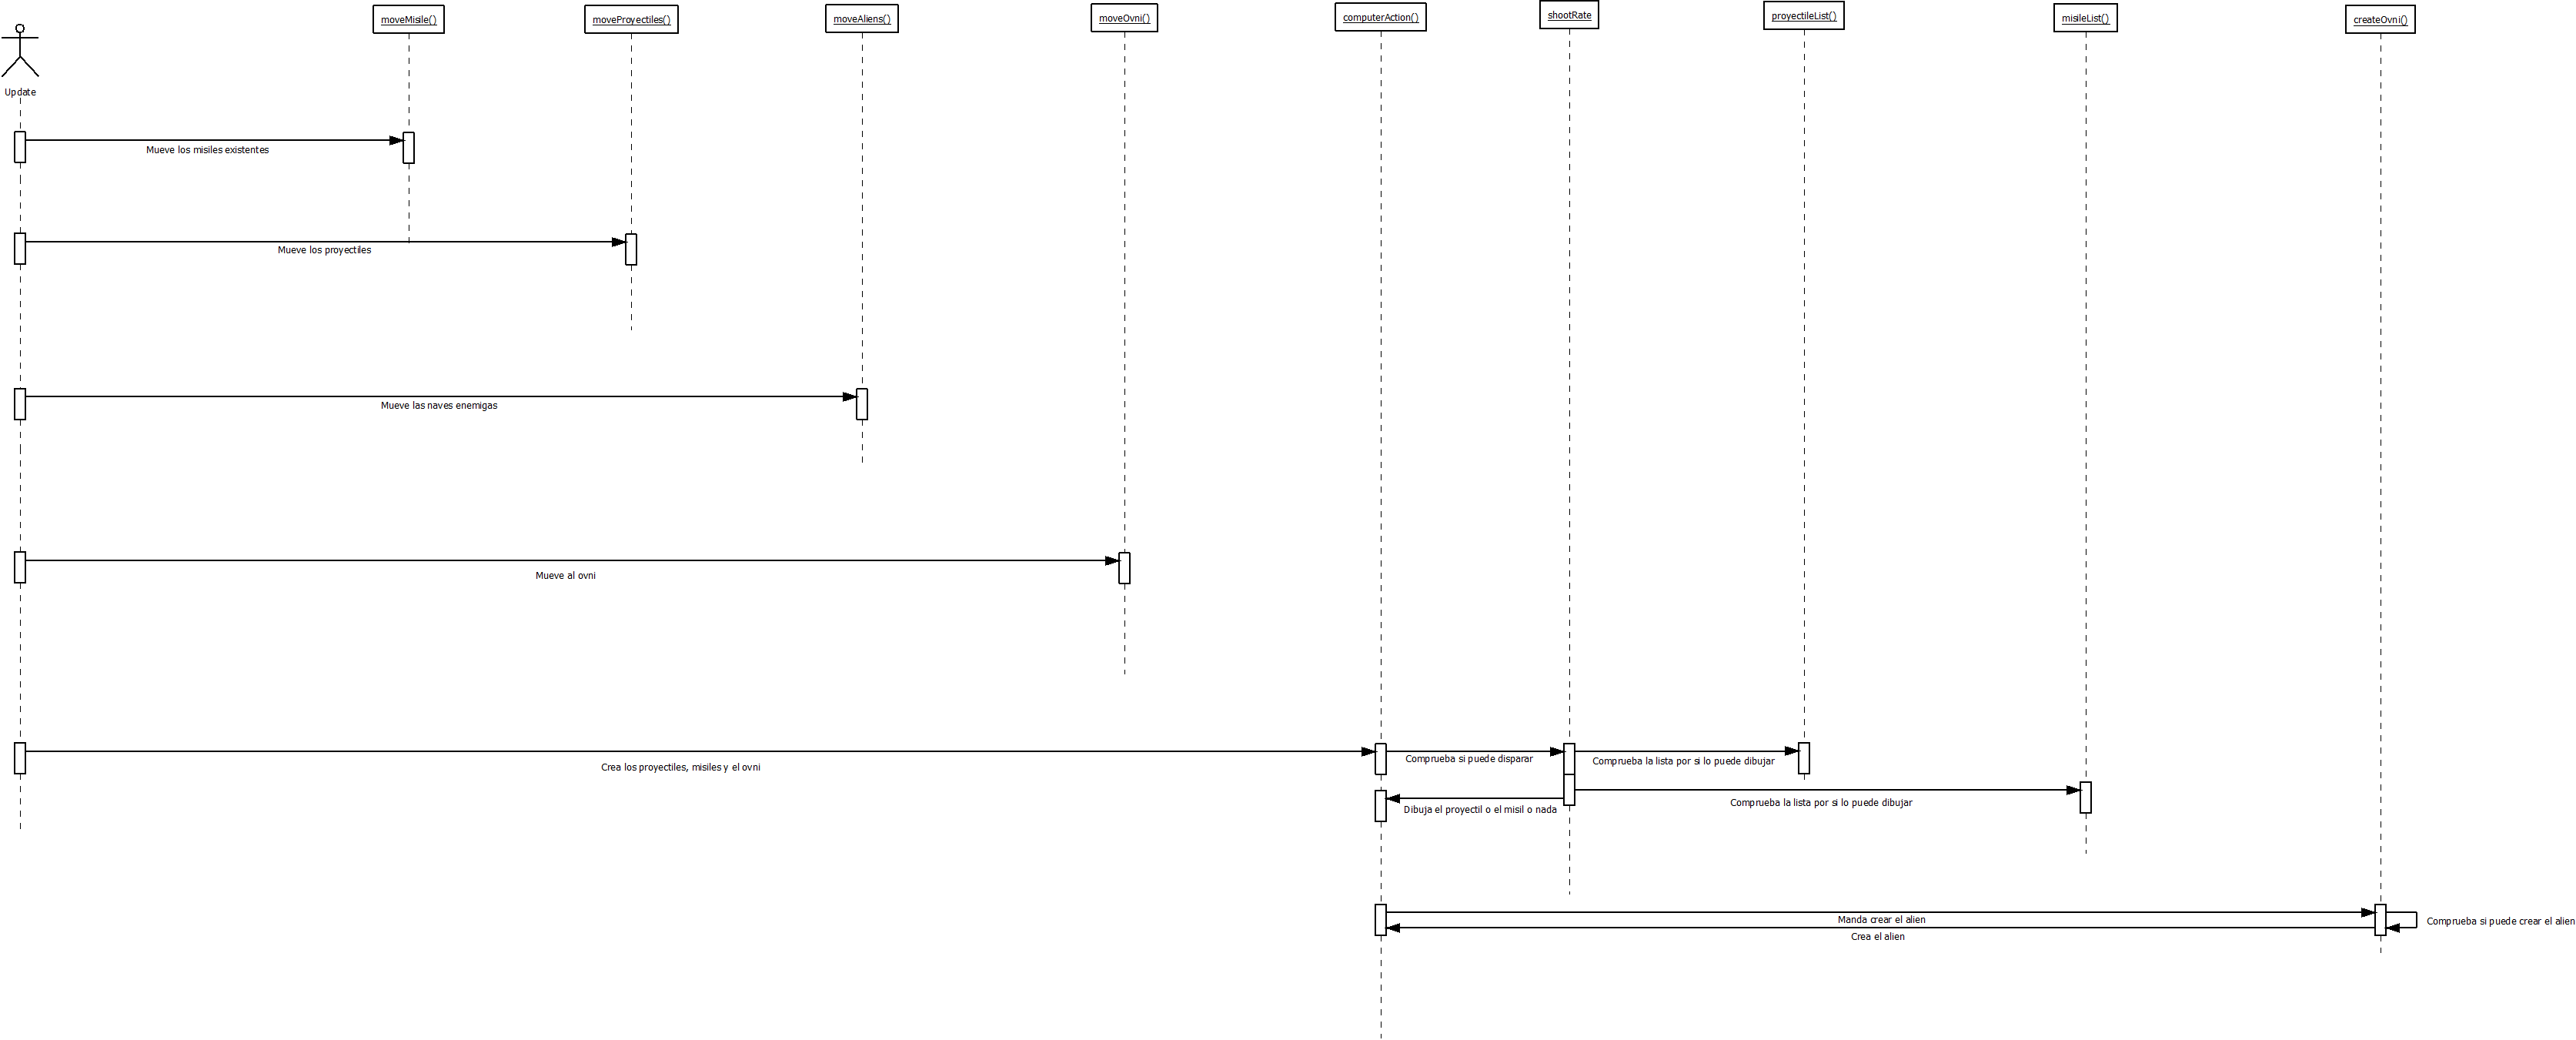 moveMisile()
moveProyectiles()
moveAliens()
moveOvni()
computerAction()
shootRate
proyectileList()
misileList()
createOvni()
Update
Mueve los misiles existentes
Mueve los proyectiles
Mueve las naves enemigas
Mueve al ovni
Crea los proyectiles, misiles y el ovni
Comprueba si puede disparar
Comprueba la lista por si lo puede dibujar
Dibuja el proyectil o el misil o nada
Comprueba la lista por si lo puede dibujar
Manda crear el alien
Comprueba si puede crear el alien
Crea el alien